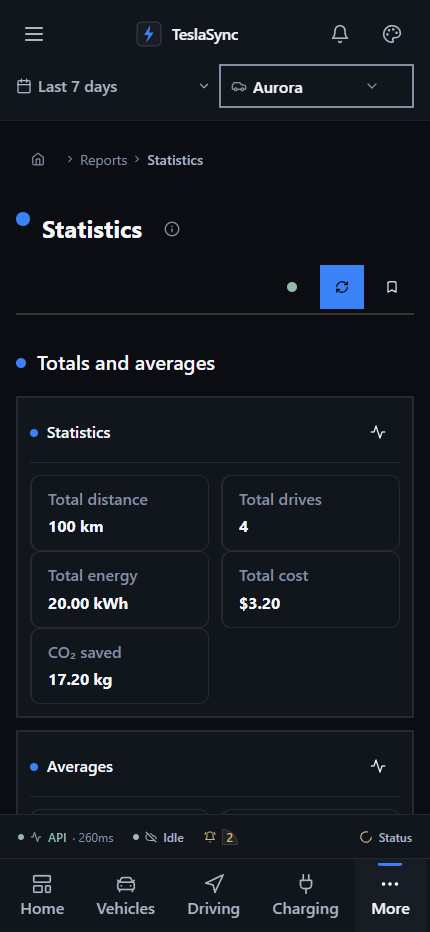 TeslaSync
Last 7 days
Aurora
Reports
Statistics
Statistics
Totals and averages
Statistics
Total distance
100 km
Total drives
4
Total energy
20.00 kWh
Total cost
$3.20
CO₂ saved
17.20 kg
Averages
API · 260ms
Idle
2
Status
Home
Vehicles
Driving
Charging
More